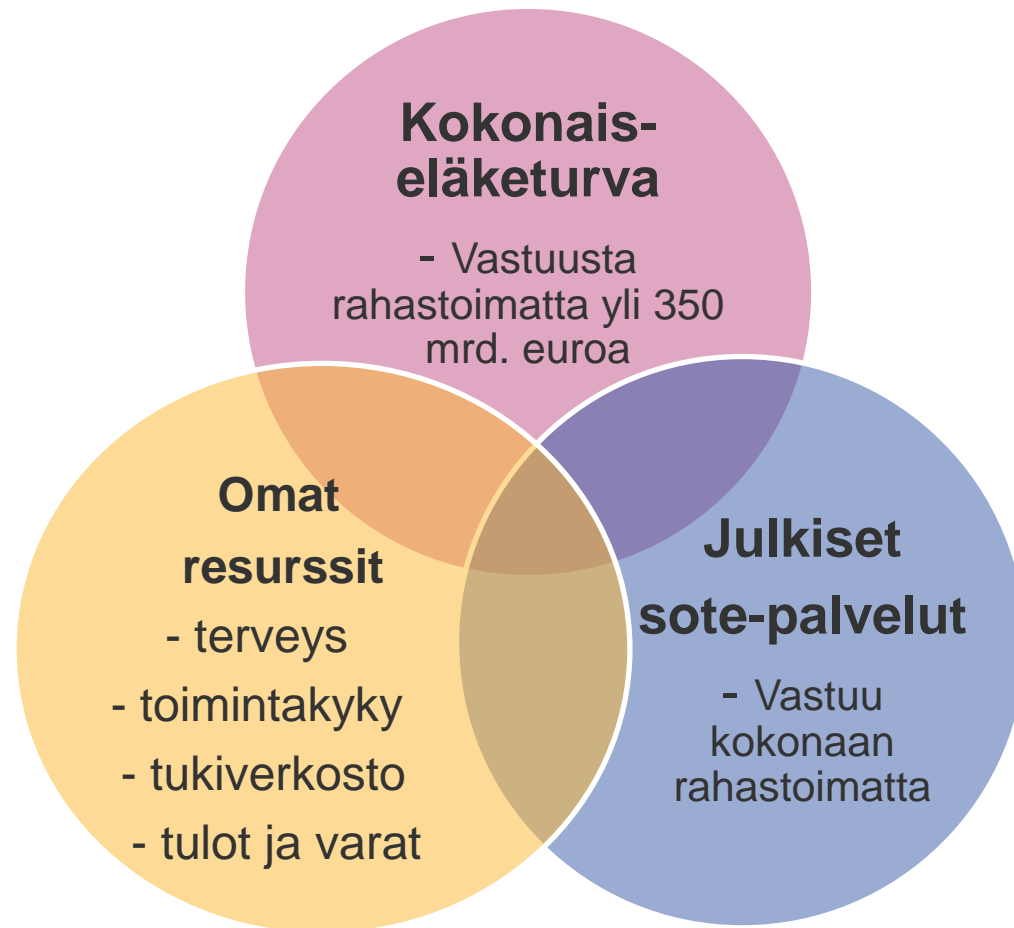 Kokonais-
eläketurva
- Vastuusta
rahastoimatta yli 350
mrd. euroa
Omat
resurssit
- terveys
- toimintakyky
- tukiverkosto
- tulot ja varat
Julkiset
sote-palvelut
- Vastuu
kokonaan
rahastoimatta